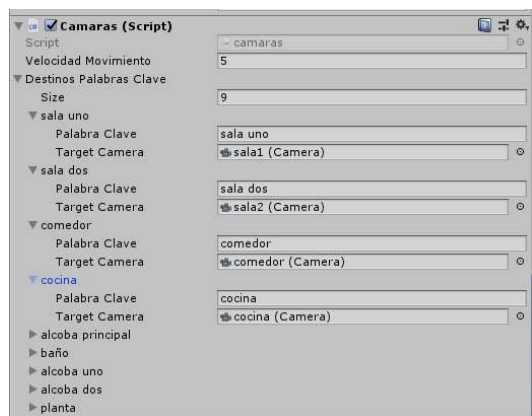 Camaras (Script)
Script camaras
Velocidad Movimiento 5
Destinos Palabras Clave
Size 9
sala uno
Palabra Clave sala uno
Target Camera sala1 (Camera)
sala dos
Palabra Clave sala dos
Target Camera sala2 (Camera)
comedor
Palabra Clave comedor
Target Camera comedor (Camera)
cocina
Palabra Clave cocina
Target Camera cocina (Camera)
alcoba principal
baño
alcoba uno
alcoba dos
planta